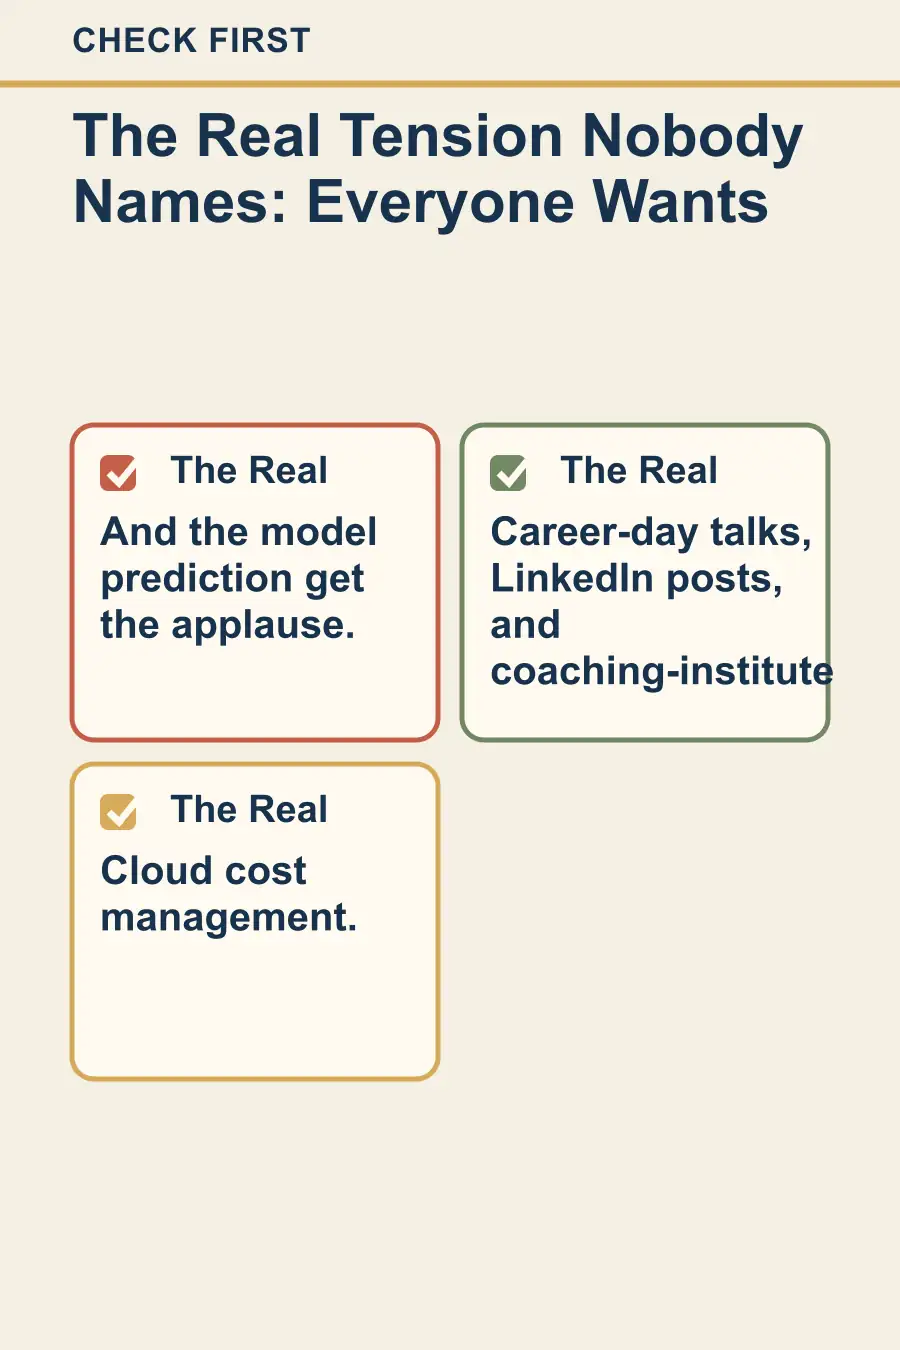 CHECK FIRST
The Real Tension Nobody
Names: Everyone Wants
The Real
And the model
prediction get
the applause.
The Real
Career-day talks,
LinkedIn posts,
and
coaching-institute
The Real
Cloud cost
management.